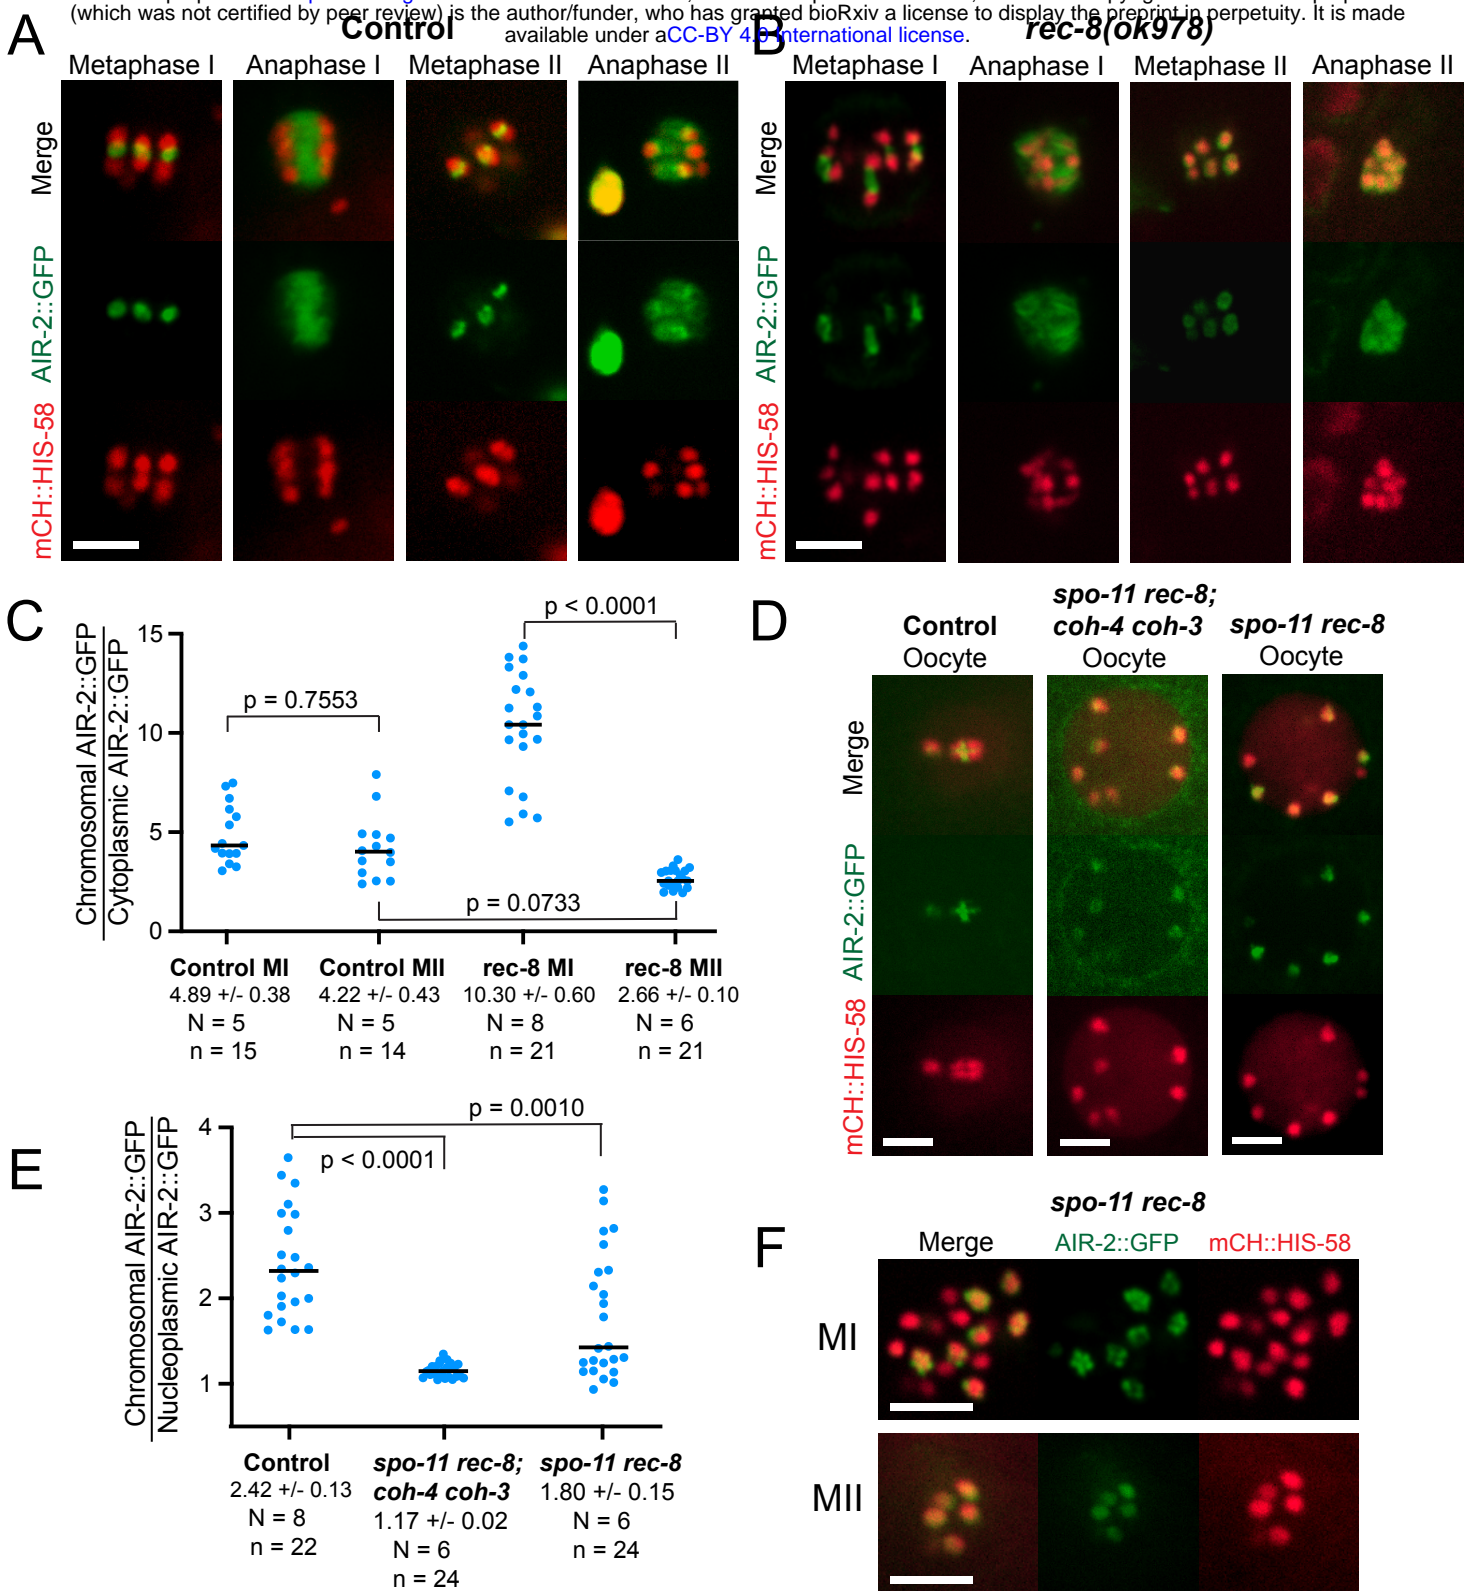 (which was not certified by peer review) is the author/funder, who has granted bioRxiv a license to display the preprint in perpetuity. It is made
available under aCC-BY 4.0 International license.
A
Control
Metaphase I
Anaphase I
Metaphase II
Anaphase II
Merge
AIR-2::GFP
mCH::HIS-58
B
rec-8(ok978)
Metaphase I
Anaphase I
Metaphase II
Anaphase II
Merge
AIR-2::GFP
mCH::HIS-58
C
Chromosomal AIR-2::GFP
Cytoplasmic AIR-2::GFP
15
10
5
0
p = 0.7553
p < 0.0001
p = 0.0733
Control MI
4.89 +/- 0.38
N = 5
n = 15
Control MII
4.22 +/- 0.43
N = 5
n = 14
rec-8 MI
10.30 +/- 0.60
N = 8
n = 21
rec-8 MII
2.66 +/- 0.10
N = 6
n = 21
D
Control
Oocyte
spo-11 rec-8;
coh-4 coh-3
Oocyte
spo-11 rec-8
Oocyte
Merge
AIR-2::GFP
mCH::HIS-58
E
Chromosomal AIR-2::GFP
Nucleoplasmic AIR-2::GFP
4
3
2
1
p = 0.0010
p < 0.0001
Control
2.42 +/- 0.13
N = 8
n = 22
spo-11 rec-8;
coh-4 coh-3
1.17 +/- 0.02
N = 6
n = 24
spo-11 rec-8
1.80 +/- 0.15
N = 6
n = 24
F
spo-11 rec-8
Merge
AIR-2::GFP
mCH::HIS-58
MI
MII